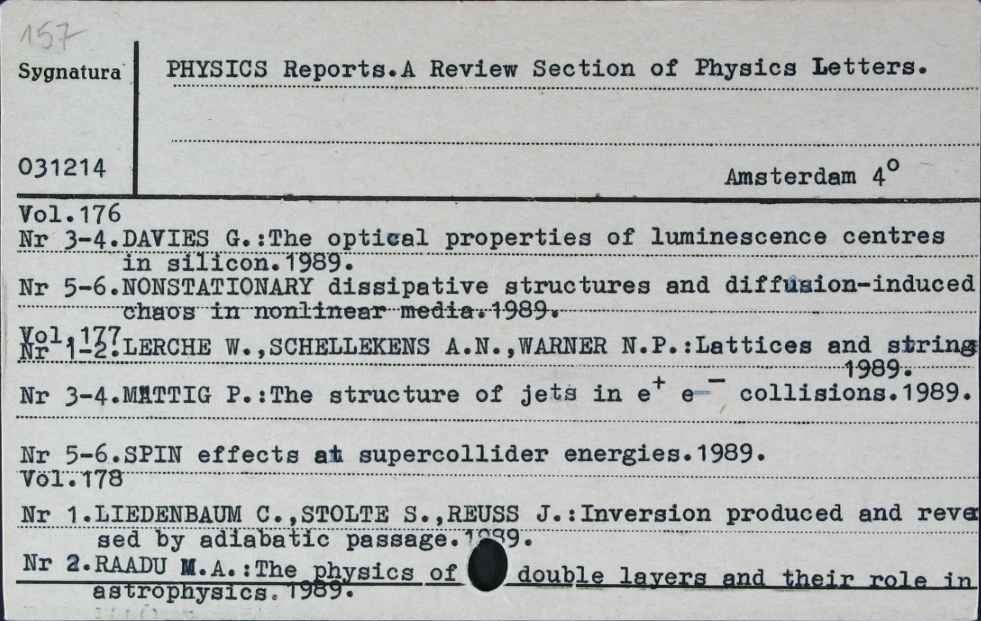 157
Sygnatura
PHYSICS Reports.A Review Section of Physics Letters.
031214
Amsterdam 4°
Vol.176
Nr 3-4.DAVIES G.:The optical properties of luminescence centres
in silicon.1989.
Nr 5-6.NONSTATIONARY dissipative structures and diffusion-induced
chaos in nonlinear media.1989.
Vol.177
Nr 1-2.LERCHE W.,SCHELLEKENS A.N.,WARNER N.P.:Lattices and strings
1989.
Nr 3-4.MATTIG P.:The structure of jets in e⁺ e⁻ collisions.1989.
Nr 5-6.SPIN effects at supercollider energies.1989.
Vol.178
Nr 1.LIEDENBAUM C.,STOLTE S.,REUSS J.:Inversion produced and rever
sed by adiabatic passage.1989.
Nr 2.RAADU M.A.:The physics of double layers and their role in
astrophysics.1989.